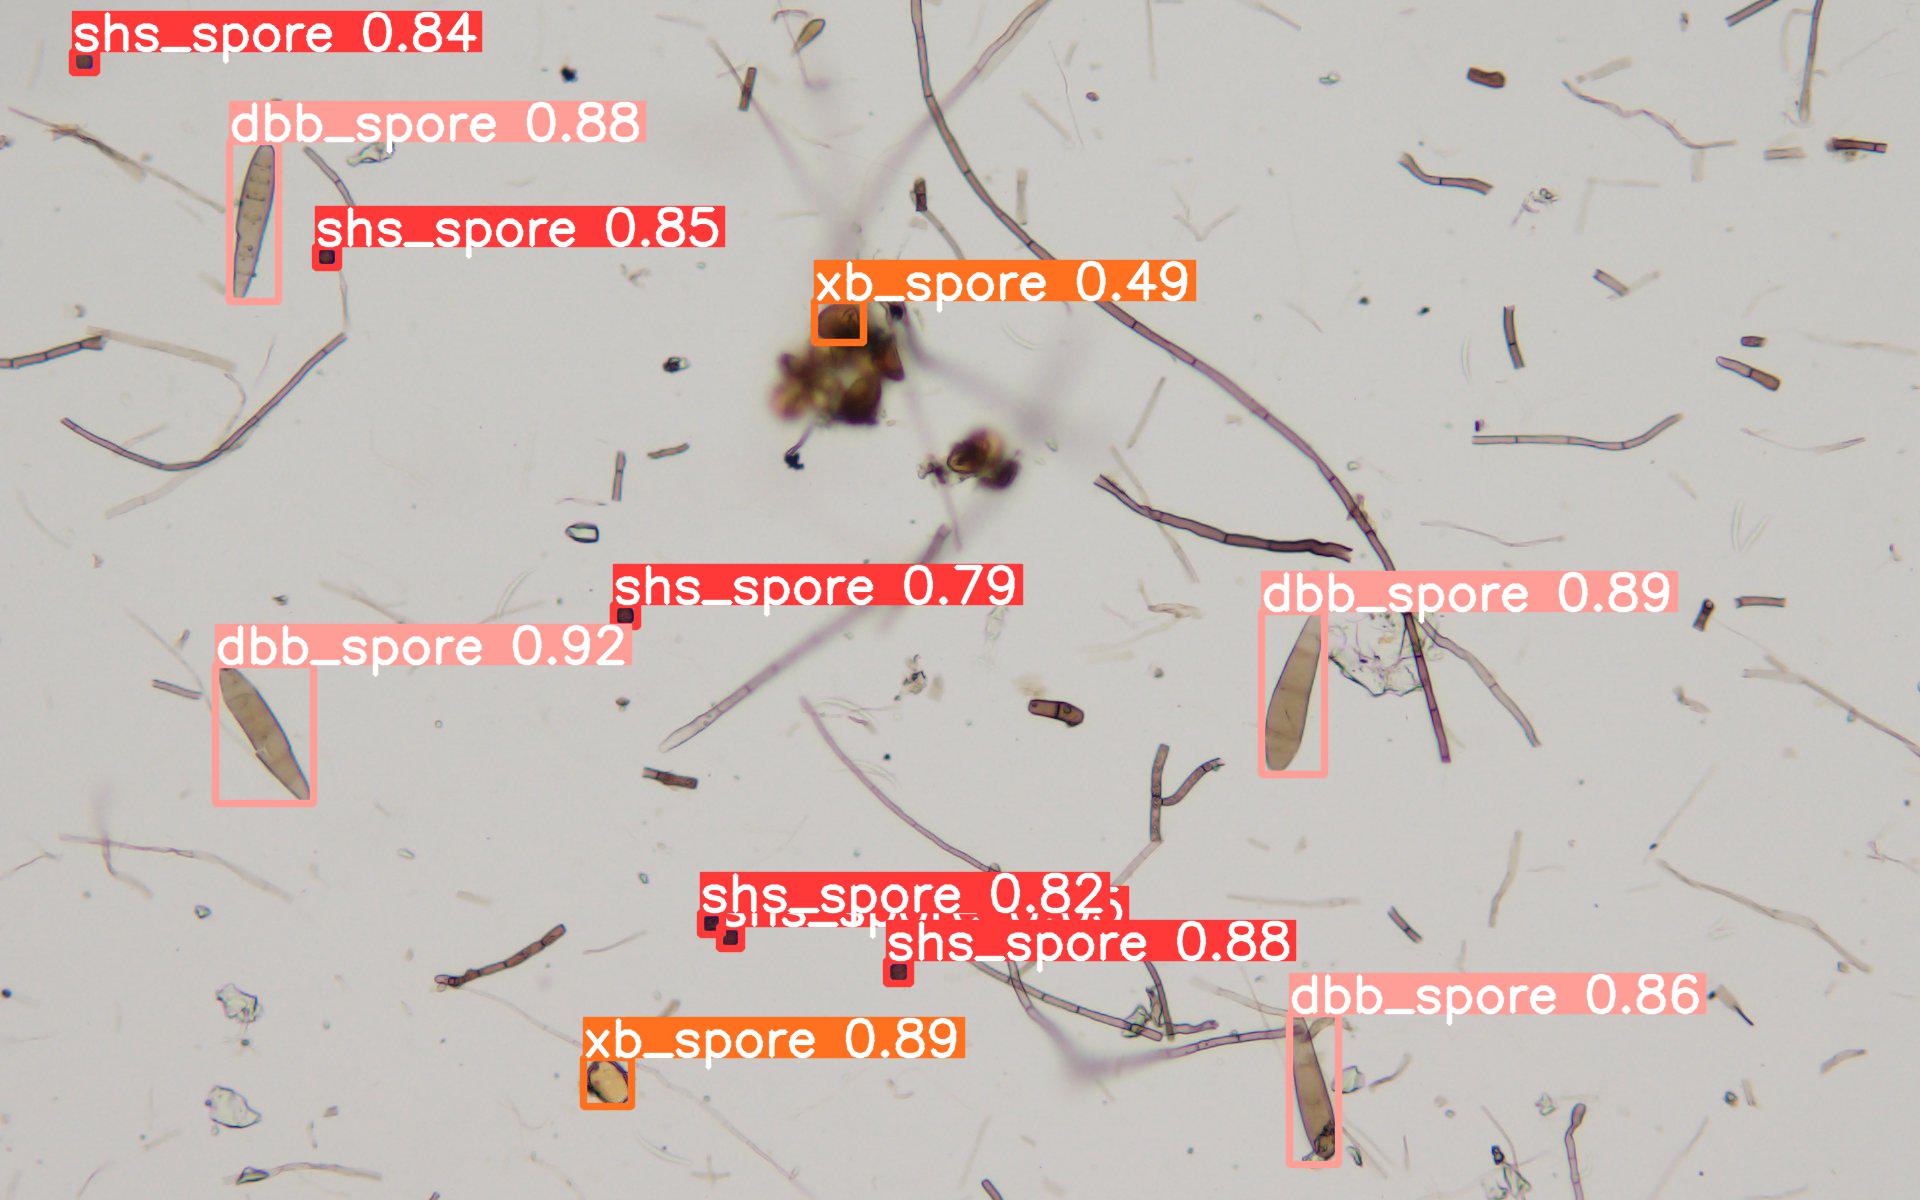 shs_spore 0.84
dbb_spore 0.88
shs_spore 0.85
xb_spore 0.49
shs_spore 0.79
dbb_spore 0.89
dbb_spore 0.92
shs_spore 0.82
shs_spore 0.88
dbb_spore 0.86
xb_spore 0.89